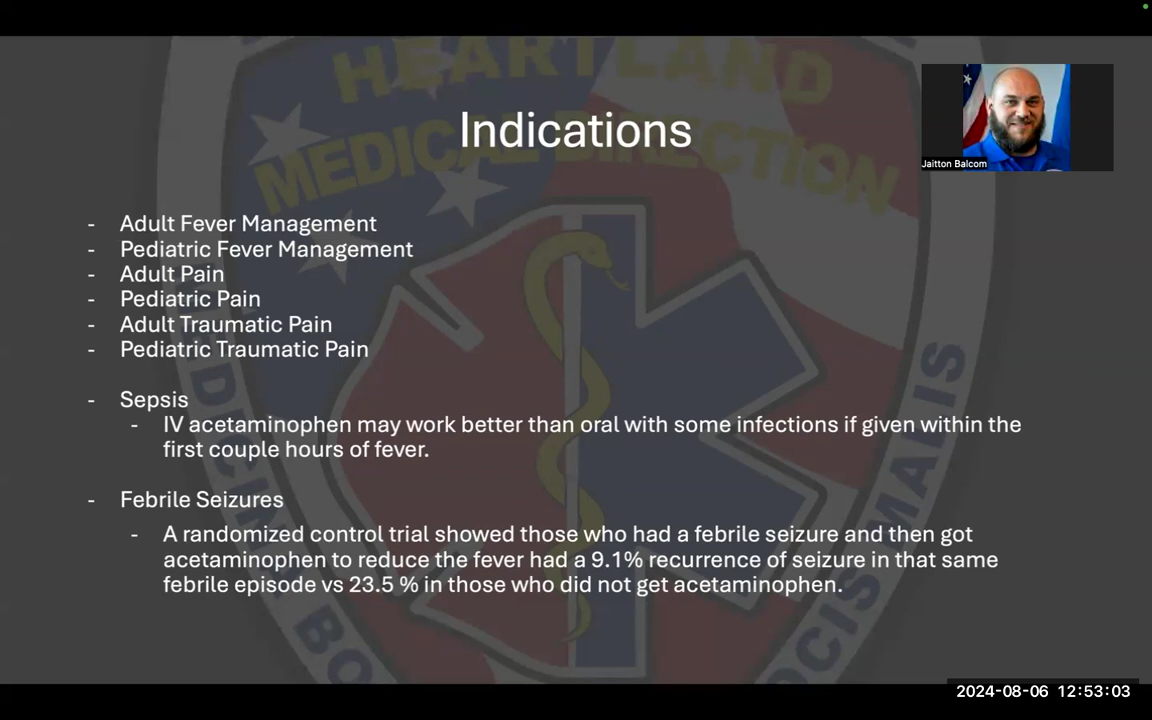 HEARTLAND
MEDICAL DIRECTION
Indications
Jaitton Balcom
- Adult Fever Management
- Pediatric Fever Management
- Adult Pain
- Pediatric Pain
- Adult Traumatic Pain
- Pediatric Traumatic Pain
- Sepsis
- IV acetaminophen may work better than oral with some infections if given within the
first couple hours of fever.
- Febrile Seizures
- A randomized control trial showed those who had a febrile seizure and then got
acetaminophen to reduce the fever had a 9.1% recurrence of seizure in that same
febrile episode vs 23.5 % in those who did not get acetaminophen.
2024-08-06 12:53:03